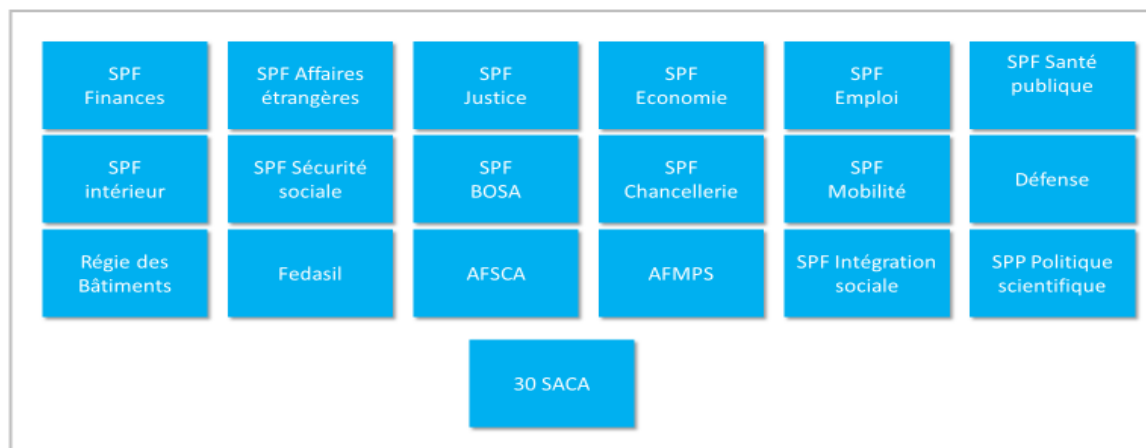 SPF
Finances
SPF Affaires
étrangères
SPF
Justice
SPF
Economie
SPF
Emploi
SPF Santé
publique
SPF
intérieur
SPF Sécurité
sociale
SPF
BOSA
SPF
Chancellerie
SPF
Mobilité
Défense
Régie des
Bâtiments
Fedasil
AFSCA
AFMPS
SPF Intégration
sociale
SPP Politique
scientifique
30 SACA